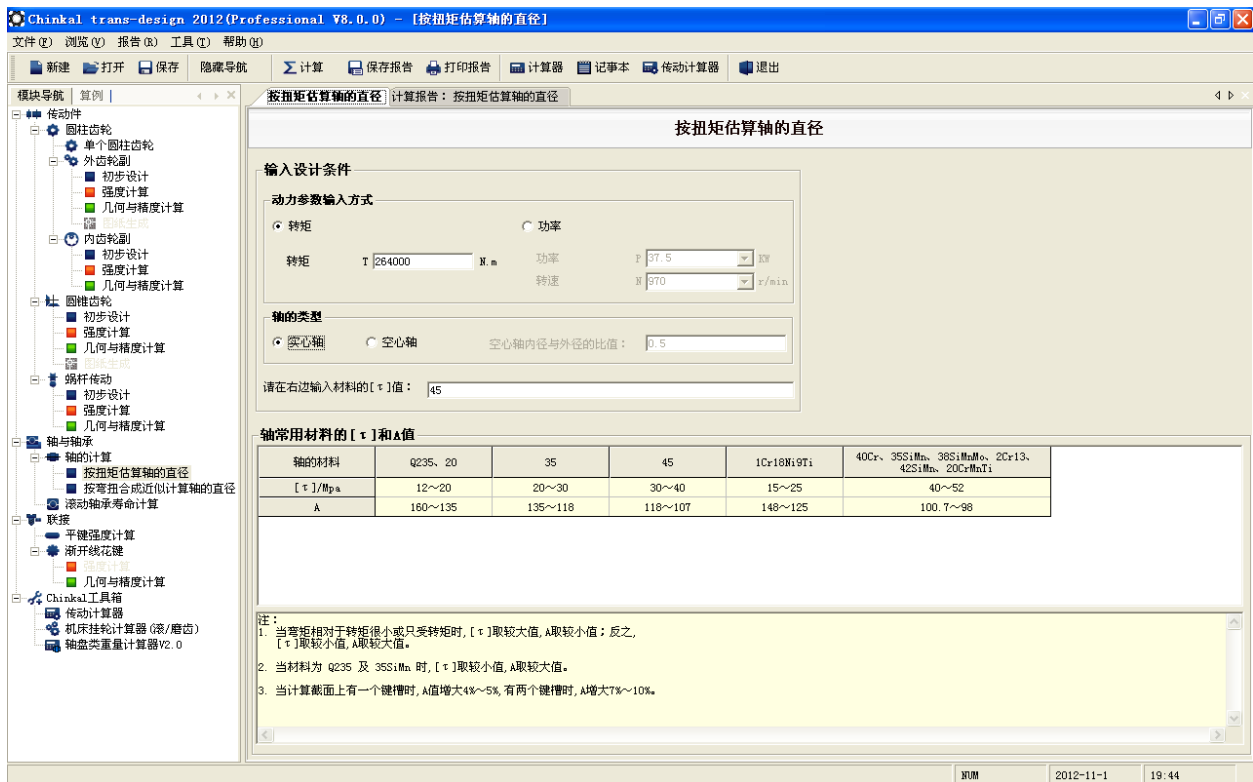 Chinkal trans-design 2012(Professional V8.0.0) - [按扭矩估算轴的直径]
文件(F) 浏览(V) 报告(R) 工具(T) 帮助(H)
新建 打开 保存 隐藏导航 计算 保存报告 打印报告 计算器 记事本 传动计算器 退出
模块导航 算例
按扭矩估算轴的直径 计算报告: 按扭矩估算轴的直径
传动件
圆柱齿轮
单个圆柱齿轮
外齿轮副
初步设计
强度计算
几何与精度计算
图纸生成
内齿轮副
初步设计
强度计算
几何与精度计算
圆锥齿轮
初步设计
强度计算
几何与精度计算
图纸生成
蜗杆传动
初步设计
强度计算
几何与精度计算
轴与轴承
轴的计算
按扭矩估算轴的直径
按弯扭合成近似计算轴的直径
滚动轴承寿命计算
联接
平键强度计算
渐开线花键
强度计算
几何与精度计算
Chinkal工具箱
传动计算器
机床挂轮计算器(滚/磨齿)
轴盘类重量计算器V2.0
按扭矩估算轴的直径
输入设计条件
动力参数输入方式
转矩 功率
转矩 T 264000 N.m 功率 P 37.5 KW
转速 N 970 r/min
轴的类型
实心轴 空心轴 空心轴内径与外径的比值: 0.5
请在右边输入材料的[τ]值: 45
轴常用材料的[τ]和A值
轴的材料 Q235、20 35 45 1Cr18Ni9Ti 40Cr、35SiMn、38SiMnMo、2Cr13、
42SiMn、20CrMnTi
[τ]/Mpa 12～20 20～30 30～40 15～25 40～52
A 160～135 135～118 118～107 148～125 100.7～98
注:
1. 当弯矩相对于转矩很小或只受转矩时,[τ]取较大值,A取较小值;反之,
[τ]取较小值,A取较大值。
2. 当材料为 Q235 及 35SiMn 时,[τ]取较小值,A取较大值。
3. 当计算截面上有一个键槽时,A值增大4%～5%,有两个键槽时,A增大7%～10%。
NUM 2012-11-1 19:44